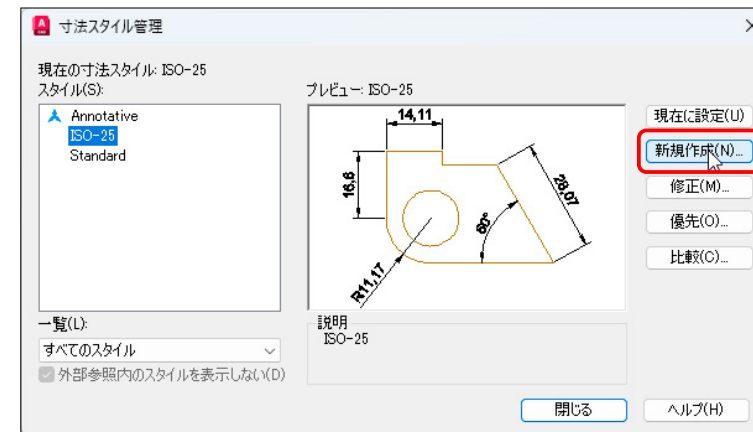 寸法スタイル管理
現在の寸法スタイル: ISO-25
スタイル(S):
Annotative
ISO-25
Standard
プレビュー: ISO-25
14,11
16,6
28,07
60°
R11,17
現在に設定(U)
新規作成(N)...
修正(M)...
優先(O)...
比較(C)...
一覧(L):
すべてのスタイル
外部参照内のスタイルを表示しない(D)
説明
ISO-25
閉じる
ヘルプ(H)